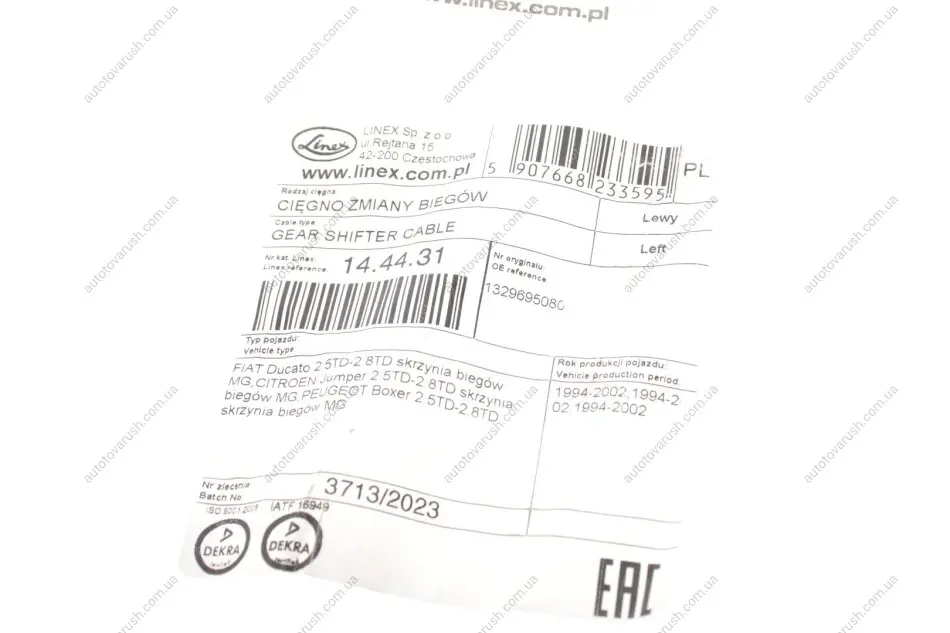 www.linex.com.pl
Linex
LINEX Sp. z.o.o
ul.Rejtana 15
42-200 Częstochowa
www.linex.com.pl
5 907668 233595
PL
Rodzaj cięgna
CIĘGNO ZMIANY BIEGÓW
Lewy
Cable type
GEAR SHIFTER CABLE
Left
Nr kat. Linex:
Linex reference
14.44.31
Nr oryginału
OE reference
1329695080
Typ pojazdu:
Vehicle type
FIAT Ducato 2.5TD-2.8TD skrzynia biegów
MG,CITROEN Jumper 2.5TD-2.8TD skrzynia
biegów MG,PEUGEOT Boxer 2.5TD-2.8TD
skrzynia biegów MG
Rok produkcji pojazdu:
Vehicle production period
1994-2002,1994-2
02,1994-2002
Nr zlecenia
Batch No
3713/2023
ISO 9001:2008
IATF 16949
DEKRA
DEKRA
EAC
autotovarush.com.ua